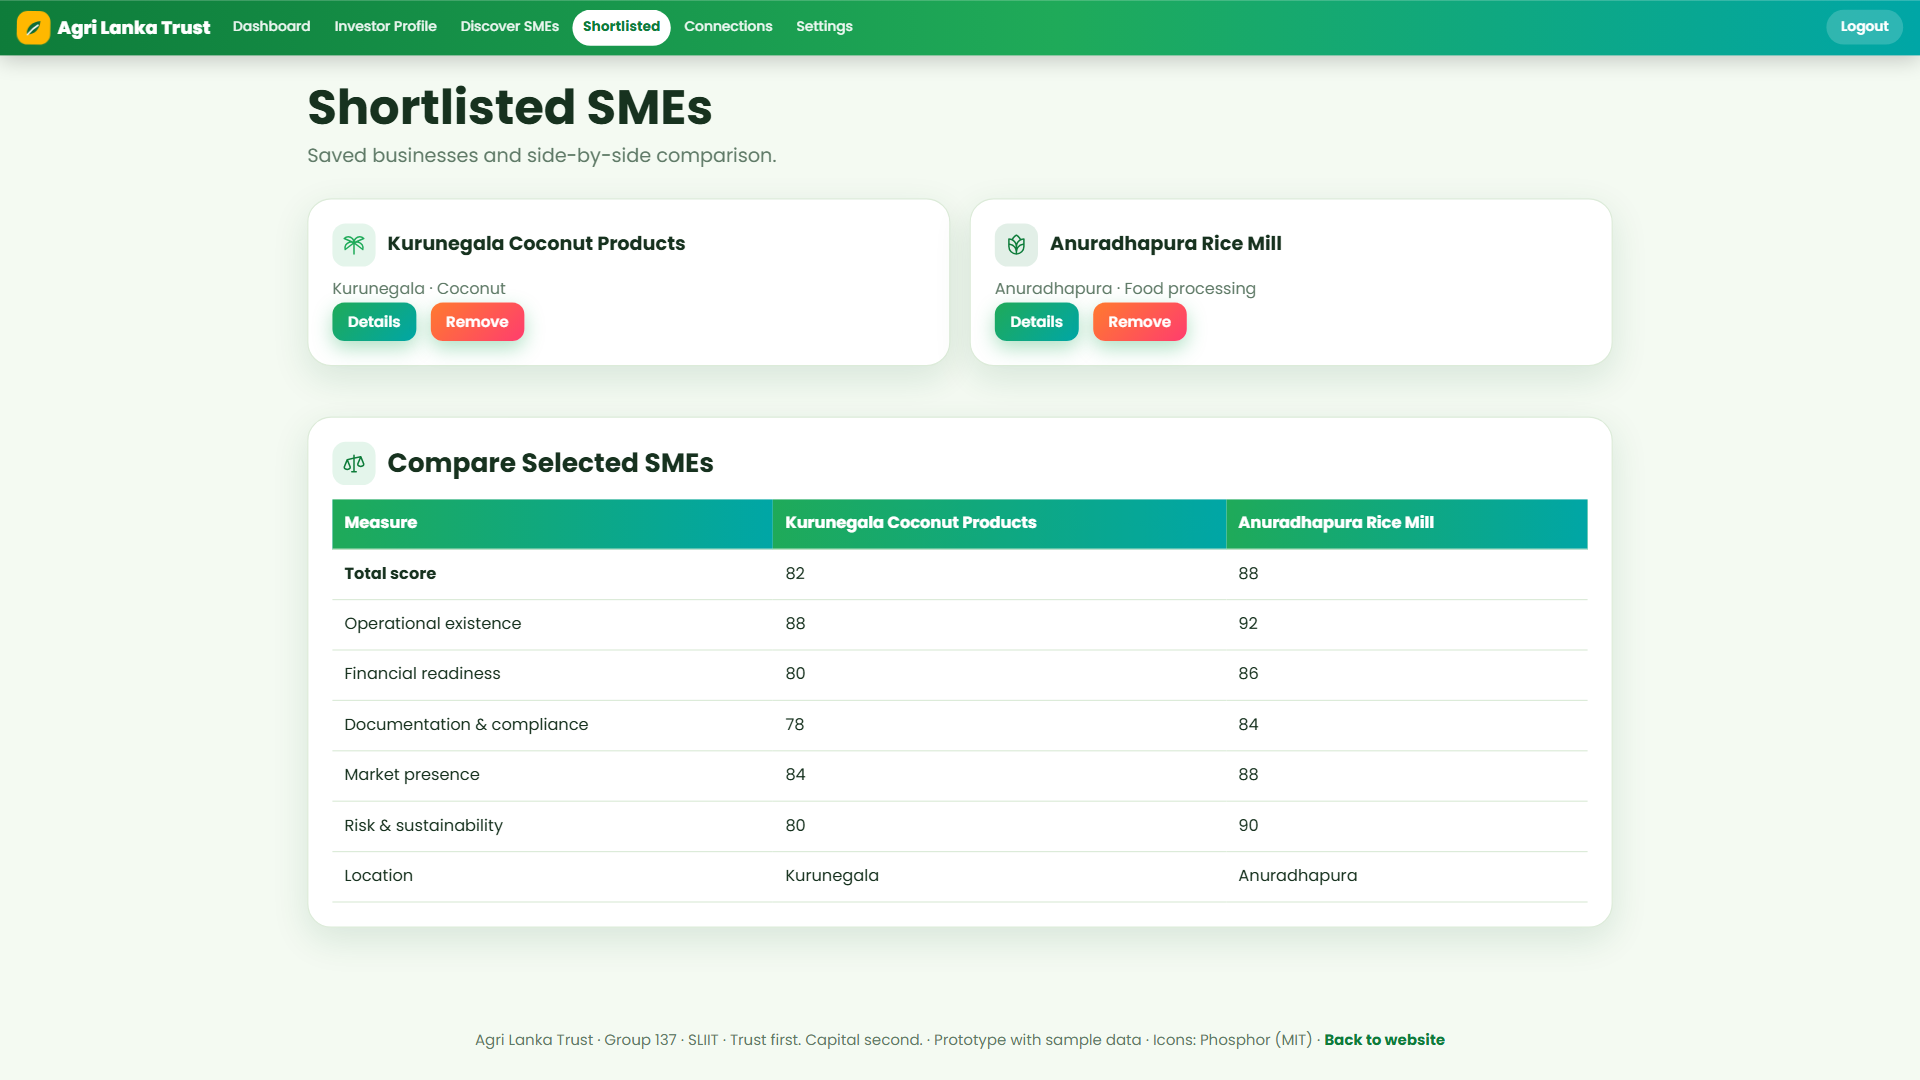 Agri Lanka Trust Dashboard Investor Profile Discover SMEs Shortlisted Connections Settings Logout
Shortlisted SMEs
Saved businesses and side-by-side comparison.
Kurunegala Coconut Products
Kurunegala · Coconut
Details Remove
Anuradhapura Rice Mill
Anuradhapura · Food processing
Details Remove
Compare Selected SMEs
Measure Kurunegala Coconut Products Anuradhapura Rice Mill
Total score 82 88
Operational existence 88 92
Financial readiness 80 86
Documentation & compliance 78 84
Market presence 84 88
Risk & sustainability 80 90
Location Kurunegala Anuradhapura
Agri Lanka Trust · Group 137 · SLIIT · Trust first. Capital second. · Prototype with sample data · Icons: Phosphor (MIT) · Back to website